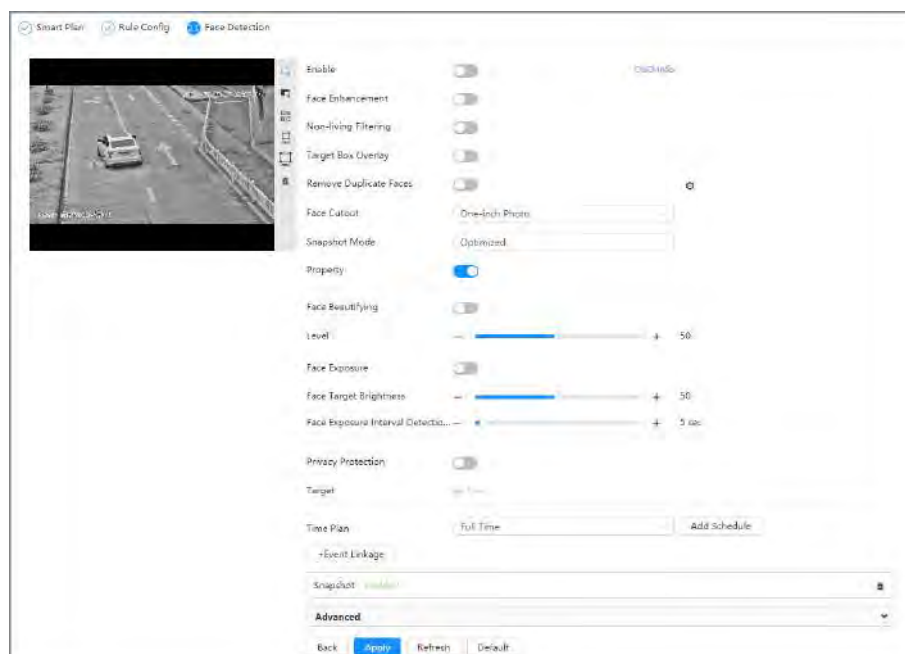 Smart Plan Rule Config Face Detection
Enable
Face Enhancement
Non-living Filtering
Target Box Overlay
Remove Duplicate Faces
Face Cutout One-inch Photo
Snapshot Mode Optimized
Property
Face Beautifying
Level − + 50
Face Exposure
Face Target Brightness − + 50
Face Exposure Interval Detectio... − + 5 sec
Privacy Protection
Target
Time Plan Full Time Add Schedule
+Event Linkage
Snapshot
Advanced
Back Apply Refresh Default